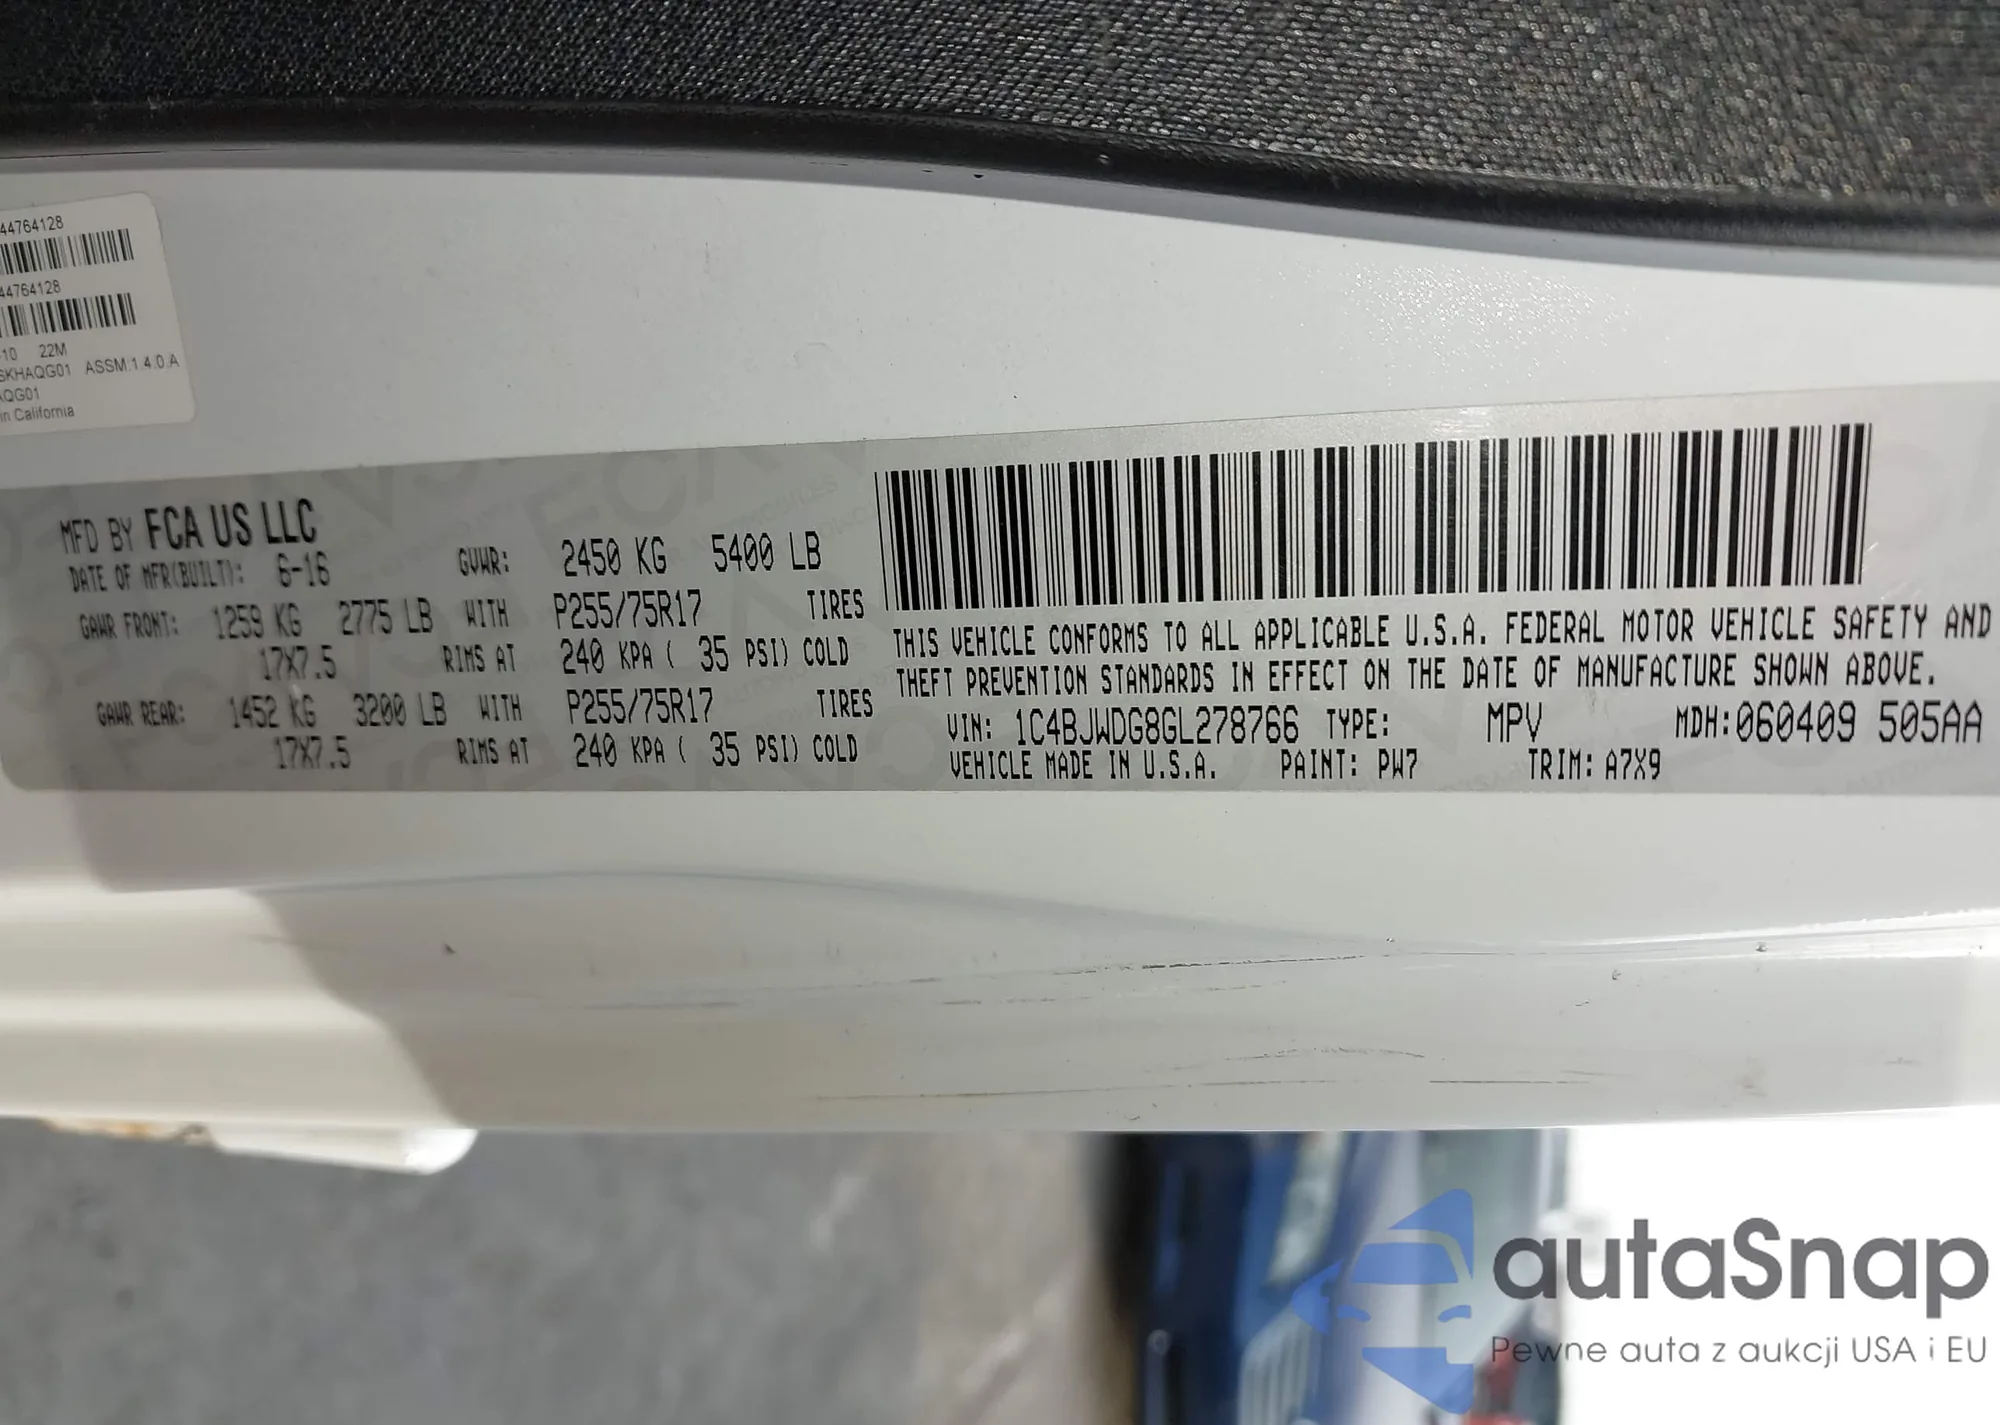 44764128
44764128
-10 22M
SKHAQG01 ASSM:1.4.0.A
AQG01
in California
MFD BY FCA US LLC
DATE OF MFR(BUILT): 6-16 GVWR: 2450 KG 5400 LB
GAWR FRONT: 1259 KG 2775 LB WITH P255/75R17 TIRES
17X7.5 RIMS AT 240 KPA ( 35 PSI) COLD
GAWR REAR: 1452 KG 3200 LB WITH P255/75R17 TIRES
17X7.5 RIMS AT 240 KPA ( 35 PSI) COLD
THIS VEHICLE CONFORMS TO ALL APPLICABLE U.S.A. FEDERAL MOTOR VEHICLE SAFETY AND
THEFT PREVENTION STANDARDS IN EFFECT ON THE DATE OF MANUFACTURE SHOWN ABOVE.
VIN: 1C4BJWDG8GL278766 TYPE: MPV MDH:060409 505AA
VEHICLE MADE IN U.S.A. PAINT: PW7 TRIM: A7X9
autaSnap
Pewne auta z aukcji USA i EU